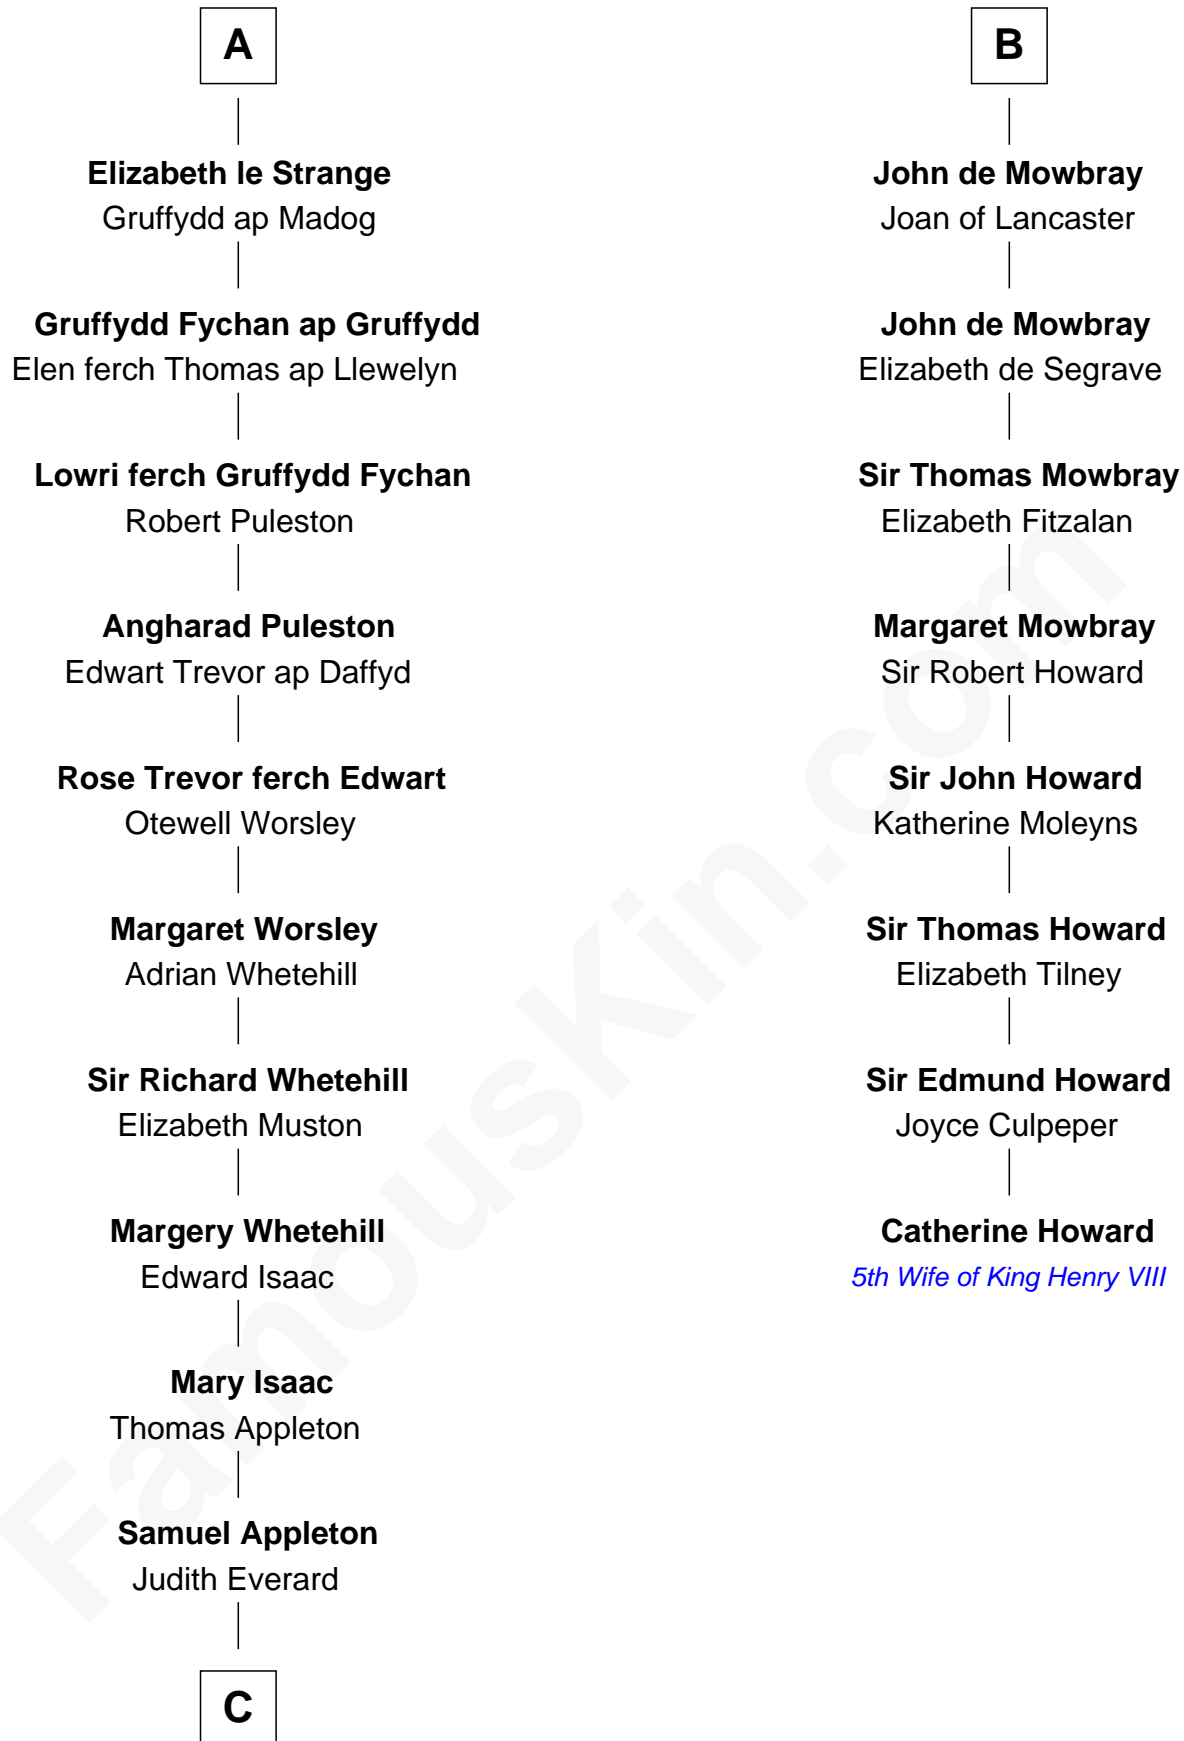 A
Elizabeth le Strange
Gruffydd ap Madog
Gruffydd Fychan ap Gruffydd
Elen ferch Thomas ap Llewelyn
Lowri ferch Gruffydd Fychan
Robert Puleston
Angharad Puleston
Edwart Trevor ap Daffyd
Rose Trevor ferch Edwart
Otewell Worsley
Margaret Worsley
Adrian Whetehill
Sir Richard Whetehill
Elizabeth Muston
Margery Whetehill
Edward Isaac
Mary Isaac
Thomas Appleton
Samuel Appleton
Judith Everard
C
B
John de Mowbray
Joan of Lancaster
John de Mowbray
Elizabeth de Segrave
Sir Thomas Mowbray
Elizabeth Fitzalan
Margaret Mowbray
Sir Robert Howard
Sir John Howard
Katherine Moleyns
Sir Thomas Howard
Elizabeth Tilney
Sir Edmund Howard
Joyce Culpeper
Catherine Howard
5th Wife of King Henry VIII
FamousKin.com